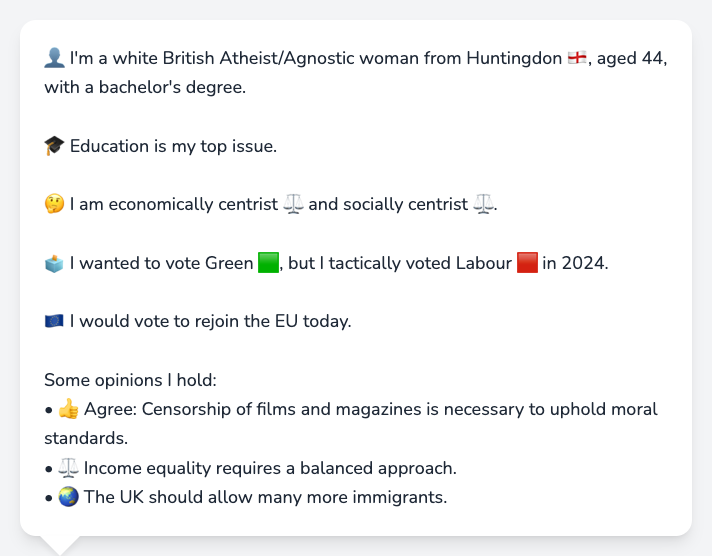 👤 I'm a white British Atheist/Agnostic woman from Huntingdon 🏴󠁧󠁢󠁥󠁮󠁧󠁿, aged 44,
with a bachelor's degree.
🎓 Education is my top issue.
🤔 I am economically centrist ⚖️ and socially centrist ⚖️.
🗳️ I wanted to vote Green 🟩, but I tactically voted Labour 🟥 in 2024.
🇪🇺 I would vote to rejoin the EU today.
Some opinions I hold:
• 👍 Agree: Censorship of films and magazines is necessary to uphold moral
standards.
• ⚖️ Income equality requires a balanced approach.
• 🌏 The UK should allow many more immigrants.